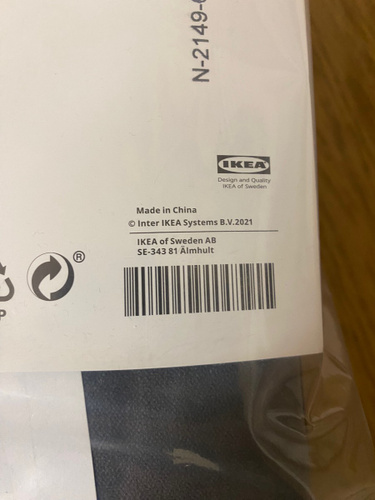 N-2149-
IKEA
Design and Quality
IKEA of Sweden
Made in China
© Inter IKEA Systems B.V.2021
IKEA of Sweden AB
SE-343 81 Älmhult
®
P